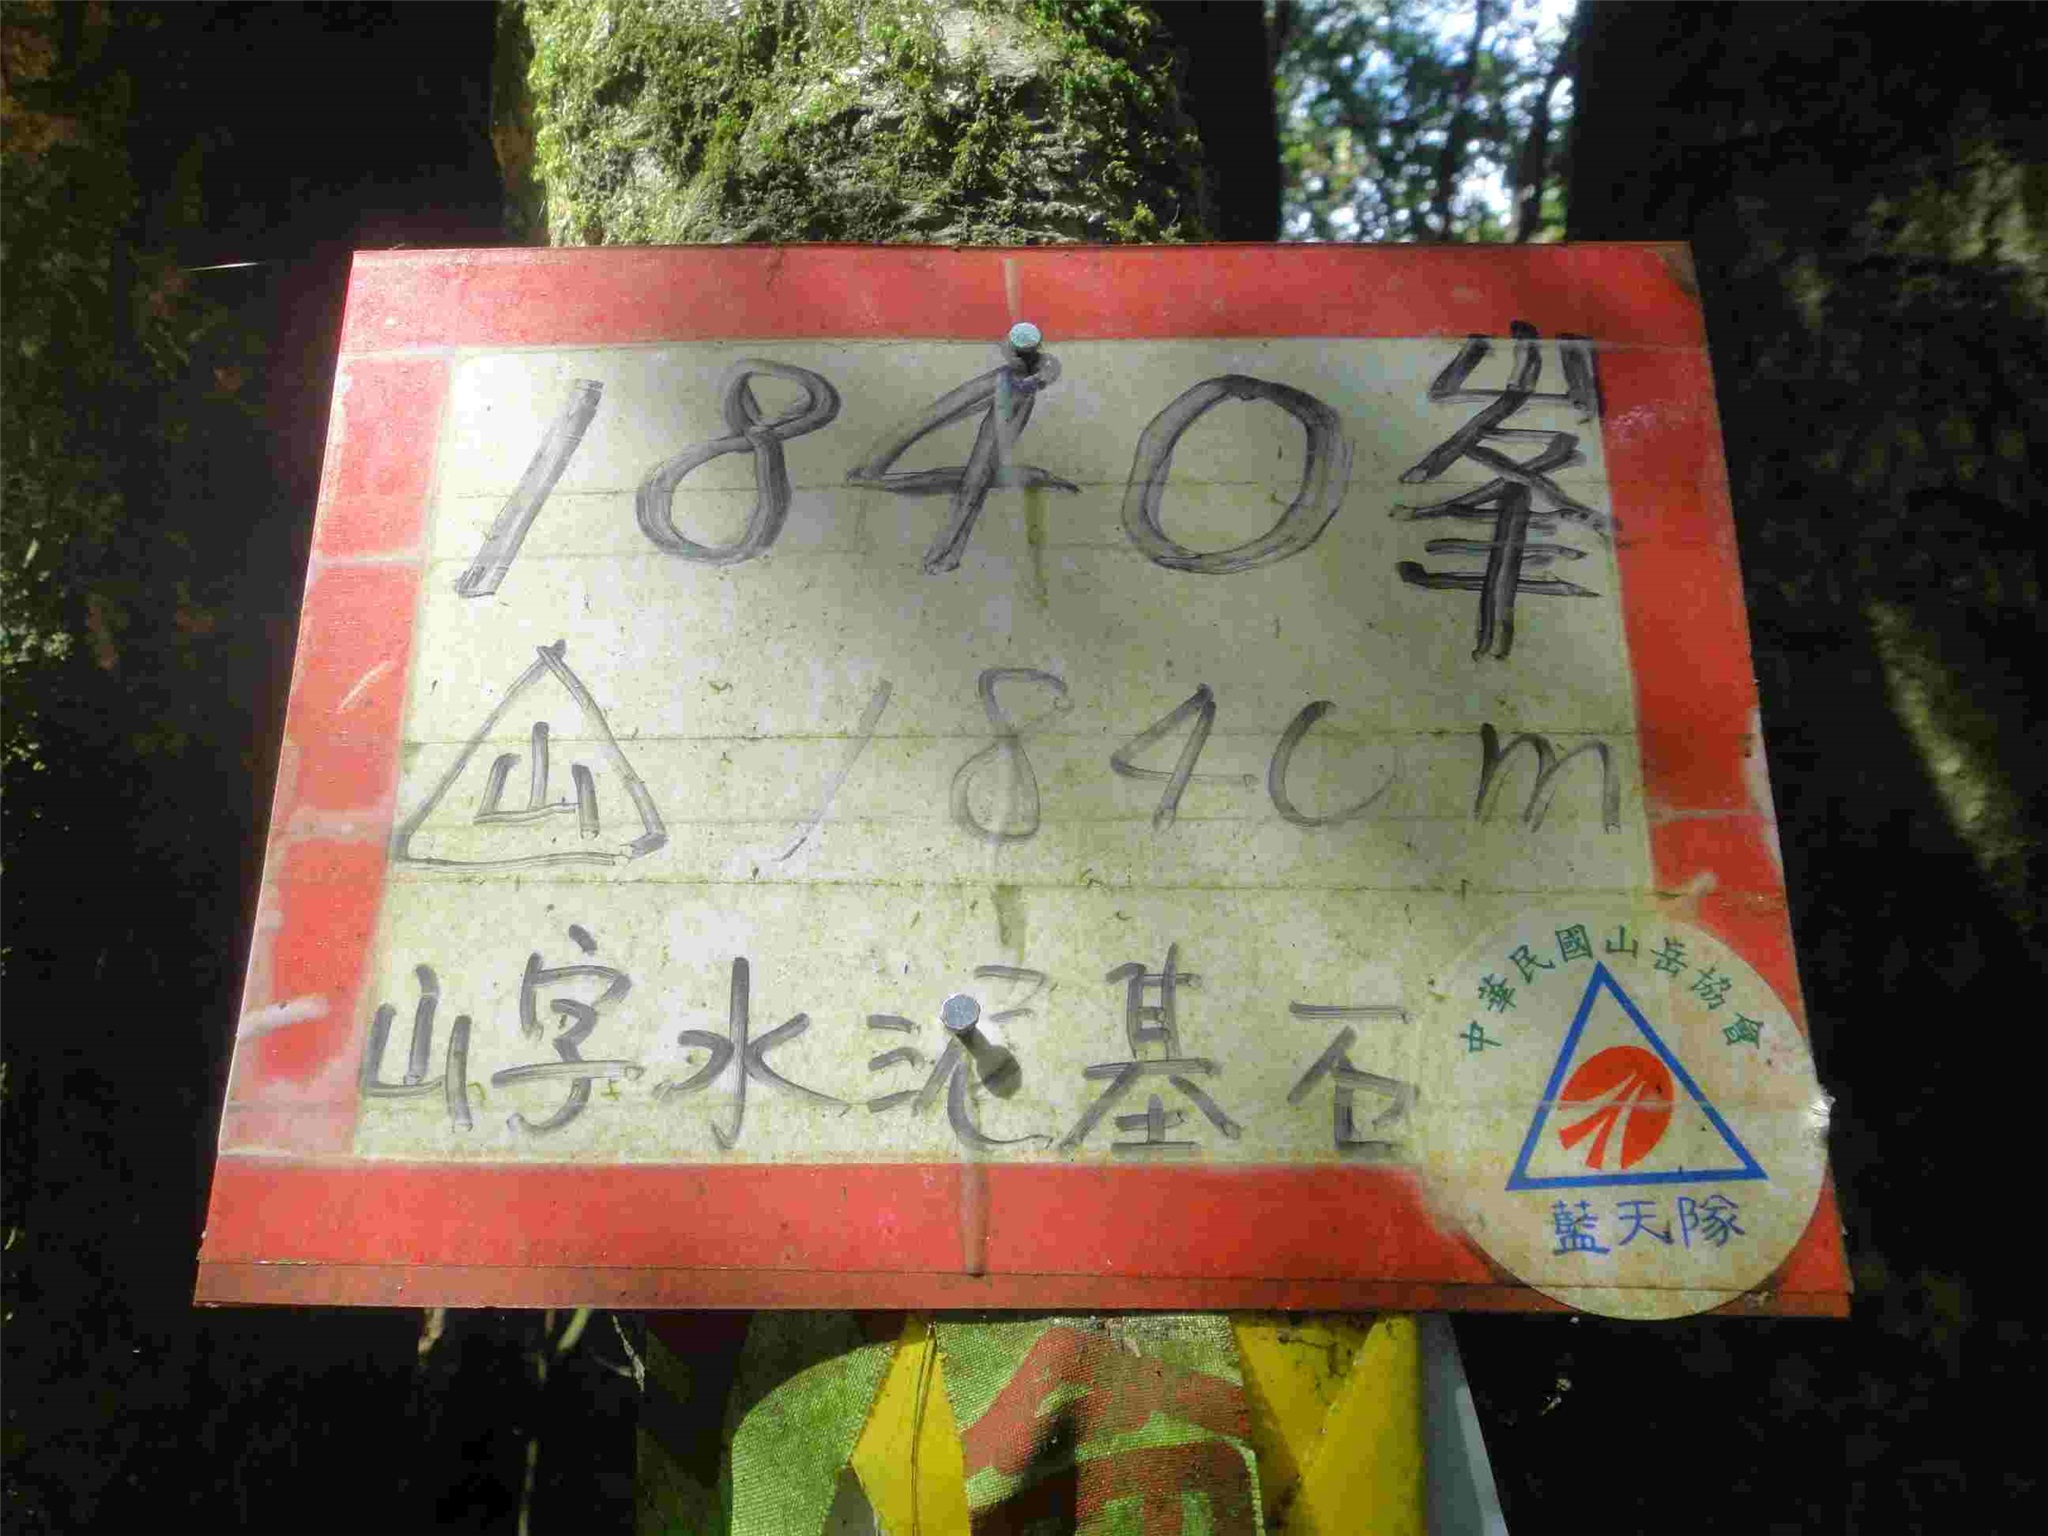 1840峯
山 1840m
山字水泥基石
中華民國山岳協會
藍天隊